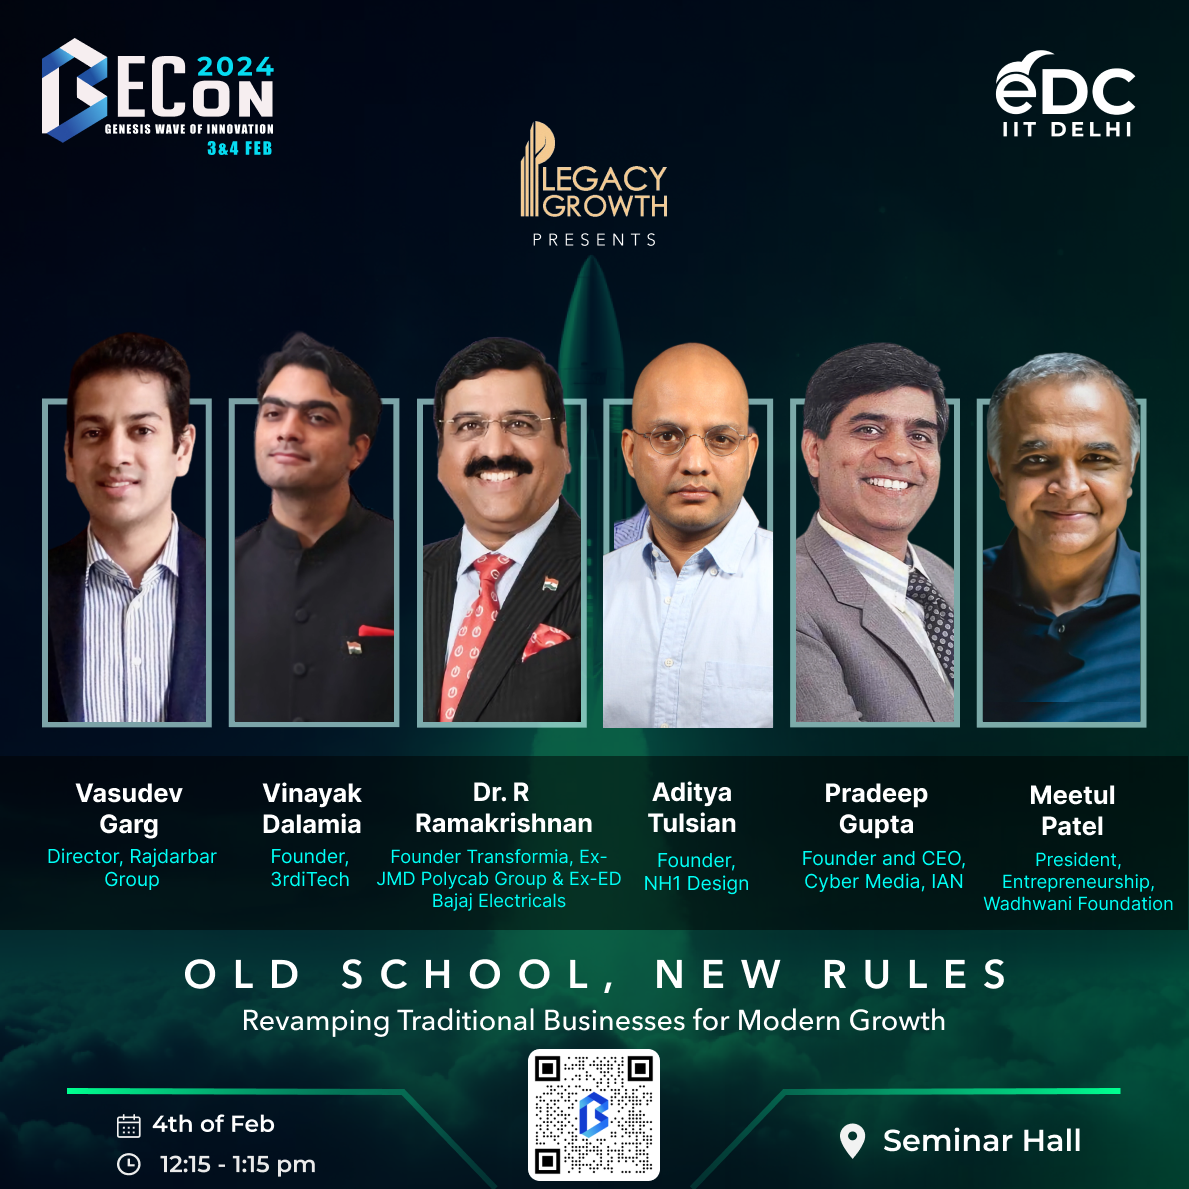 BECON 2024
GENESIS WAVE OF INNOVATION
3&4 FEB
eDC
IIT DELHI
LEGACY
GROWTH
PRESENTS
Vasudev
Garg
Director, Rajdarbar
Group
Vinayak
Dalamia
Founder,
3rdiTech
Dr. R
Ramakrishnan
Founder Transformia, Ex-
JMD Polycab Group & Ex-ED
Bajaj Electricals
Aditya
Tulsian
Founder,
NH1 Design
Pradeep
Gupta
Founder and CEO,
Cyber Media, IAN
Meetul
Patel
President,
Entrepreneurship,
Wadhwani Foundation
OLD SCHOOL, NEW RULES
Revamping Traditional Businesses for Modern Growth
4th of Feb
12:15 - 1:15 pm
Seminar Hall